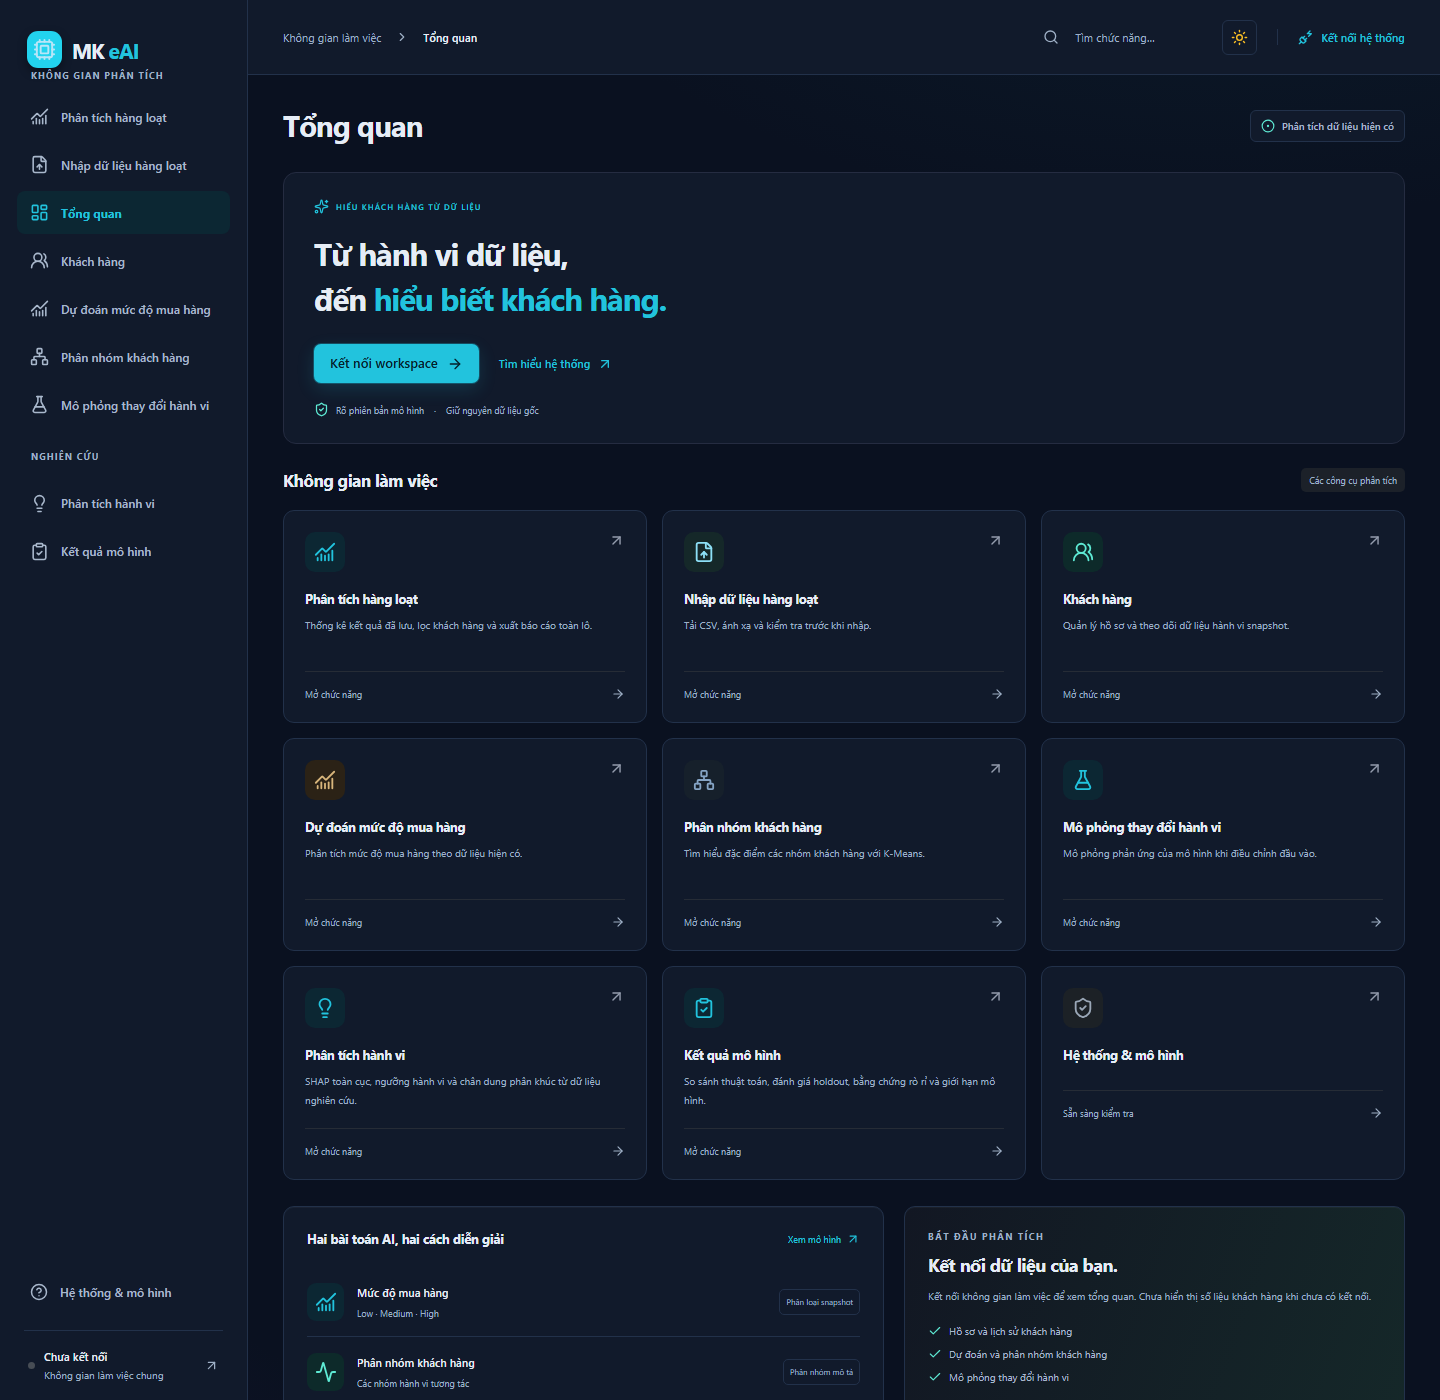 MK eAI
KHÔNG GIAN PHÂN TÍCH
Phân tích hàng loạt
Nhập dữ liệu hàng loạt
Tổng quan
Khách hàng
Dự đoán mức độ mua hàng
Phân nhóm khách hàng
Mô phỏng thay đổi hành vi
NGHIÊN CỨU
Phân tích hành vi
Kết quả mô hình
Hệ thống & mô hình
Chưa kết nối
Không gian làm việc chung
Không gian làm việc
Tổng quan
Tìm chức năng...
Kết nối hệ thống
Tổng quan
Phân tích dữ liệu hiện có
HIỂU KHÁCH HÀNG TỪ DỮ LIỆU
Từ hành vi dữ liệu,
đến hiểu biết khách hàng.
Kết nối workspace
Tìm hiểu hệ thống
Rõ phiên bản mô hình · Giữ nguyên dữ liệu gốc
Không gian làm việc
Các công cụ phân tích
Phân tích hàng loạt
Thống kê kết quả đã lưu, lọc khách hàng và xuất báo cáo toàn lô.
Mở chức năng
Nhập dữ liệu hàng loạt
Tải CSV, ánh xạ và kiểm tra trước khi nhập.
Mở chức năng
Khách hàng
Quản lý hồ sơ và theo dõi dữ liệu hành vi snapshot.
Mở chức năng
Dự đoán mức độ mua hàng
Phân tích mức độ mua hàng theo dữ liệu hiện có.
Mở chức năng
Phân nhóm khách hàng
Tìm hiểu đặc điểm các nhóm khách hàng với K-Means.
Mở chức năng
Mô phỏng thay đổi hành vi
Mô phỏng phản ứng của mô hình khi điều chỉnh đầu vào.
Mở chức năng
Phân tích hành vi
SHAP toàn cục, ngưỡng hành vi và chân dung phân khúc từ dữ liệu
nghiên cứu.
Mở chức năng
Kết quả mô hình
So sánh thuật toán, đánh giá holdout, bằng chứng rò rỉ và giới hạn mô
hình.
Mở chức năng
Hệ thống & mô hình
Sẵn sàng kiểm tra
Hai bài toán AI, hai cách diễn giải
Xem mô hình
Mức độ mua hàng
Low · Medium · High
Phân loại snapshot
Phân nhóm khách hàng
Các nhóm hành vi tương tác
Phân nhóm mô tả
BẮT ĐẦU PHÂN TÍCH
Kết nối dữ liệu của bạn.
Kết nối không gian làm việc để xem tổng quan. Chưa hiển thị số liệu khách hàng khi chưa có kết nối.
Hồ sơ và lịch sử khách hàng
Dự đoán và phân nhóm khách hàng
Mô phỏng thay đổi hành vi